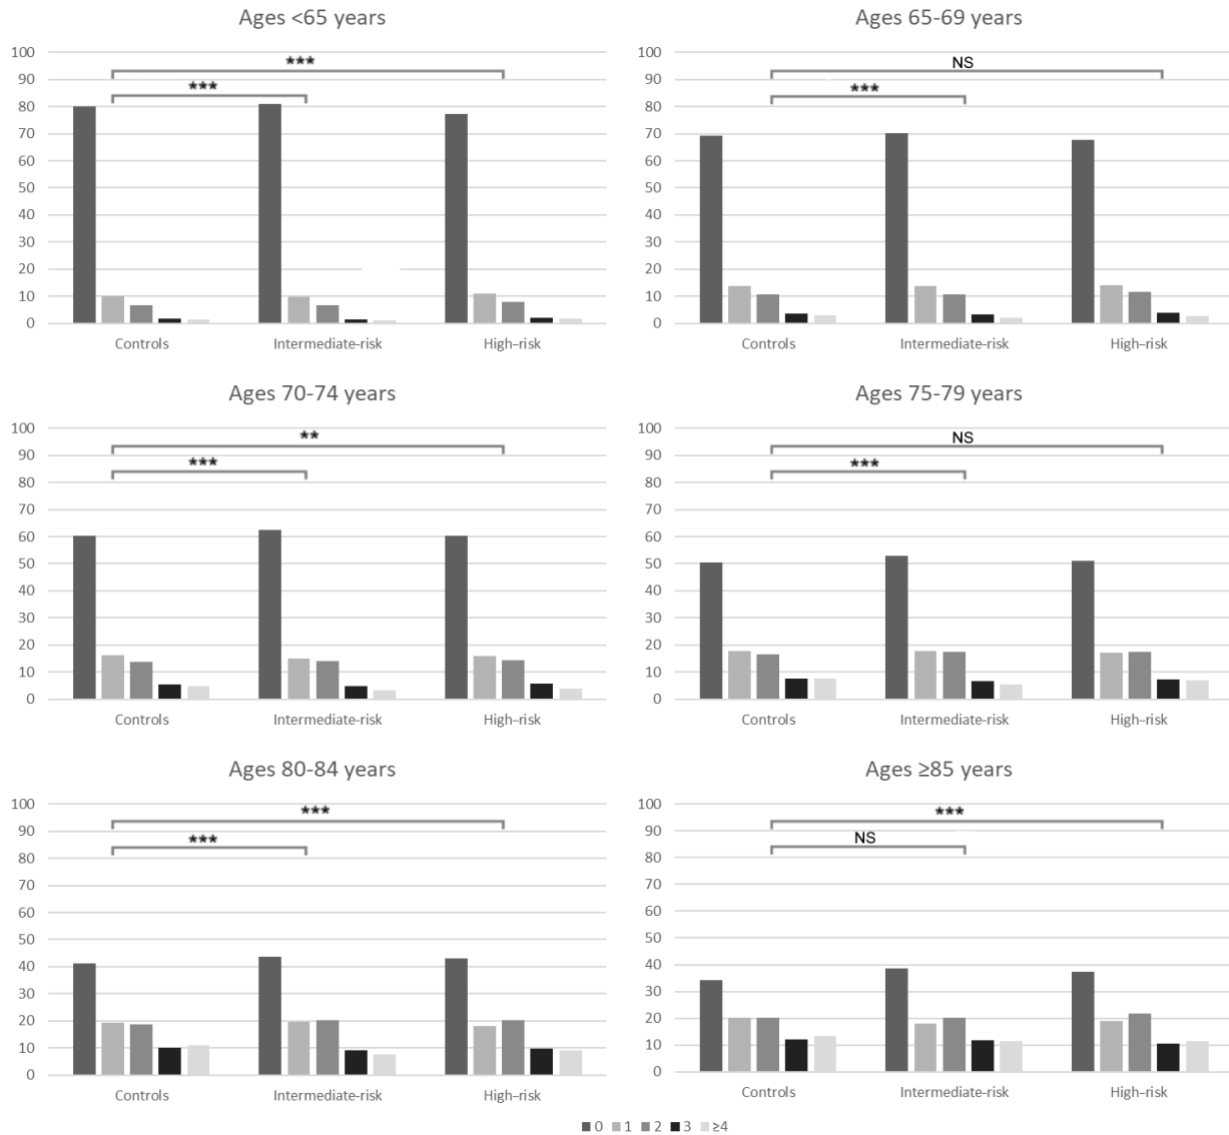 Ages <65 years
100
90
80
70
60
50
40
30
20
10
0
***
***
Controls
Intermediate-risk
High–risk
Ages 65-69 years
100
90
80
70
60
50
40
30
20
10
0
NS
***
Controls
Intermediate-risk
High–risk
Ages 70-74 years
100
90
80
70
60
50
40
30
20
10
0
**
***
Controls
Intermediate-risk
High–risk
Ages 75-79 years
100
90
80
70
60
50
40
30
20
10
0
NS
***
Controls
Intermediate-risk
High–risk
Ages 80-84 years
100
90
80
70
60
50
40
30
20
10
0
***
***
Controls
Intermediate-risk
High–risk
Ages ≥85 years
100
90
80
70
60
50
40
30
20
10
0
***
NS
Controls
Intermediate-risk
High–risk
0 1 2 3 ≥4